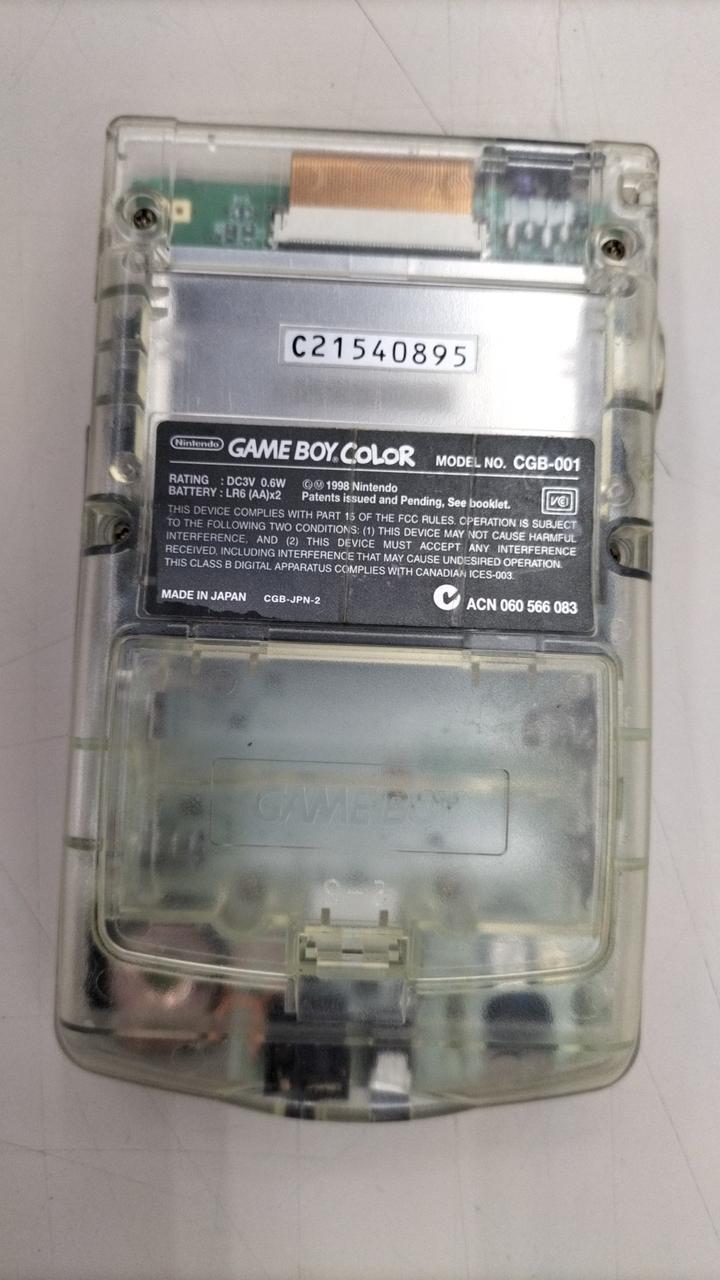 C21540895
Nintendo GAME BOY COLOR MODEL NO. CGB-001
RATING : DC3V 0.6W ©Ⓜ 1998 Nintendo
BATTERY : LR6 (AA)x2 Patents issued and Pending, See booklet.
VCI
THIS DEVICE COMPLIES WITH PART 15 OF THE FCC RULES. OPERATION IS SUBJECT
TO THE FOLLOWING TWO CONDITIONS: (1) THIS DEVICE MAY NOT CAUSE HARMFUL
INTERFERENCE, AND (2) THIS DEVICE MUST ACCEPT ANY INTERFERENCE
RECEIVED, INCLUDING INTERFERENCE THAT MAY CAUSE UNDESIRED OPERATION.
THIS CLASS B DIGITAL APPARATUS COMPLIES WITH CANADIAN ICES-003.
MADE IN JAPAN CGB-JPN-2 ACN 060 566 083
GAME BOY